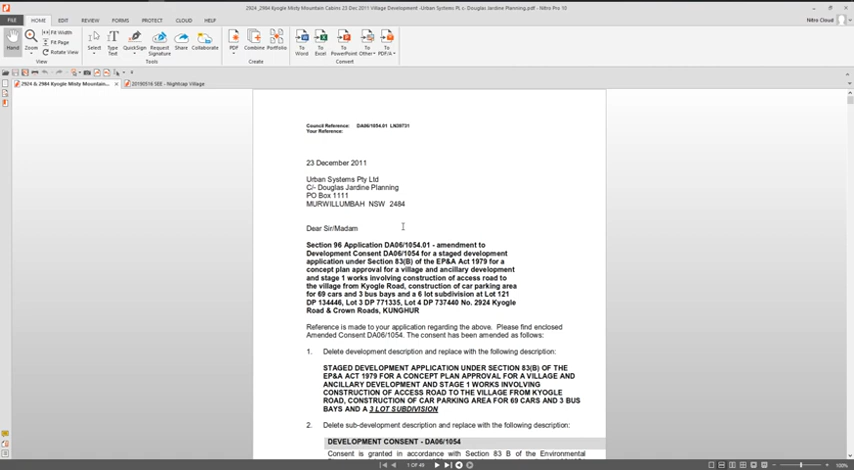 2924_2984 Kyogle Misty Mountain Cabins 23 Dec 2011 Village Development -Urban Systems PL c- Douglas Jardine Planning.pdf - Nitro Pro 10
FILE HOME EDIT REVIEW FORMS PROTECT CLOUD HELP Nitro Cloud
Hand Zoom Fit Width Fit Page Rotate View Select Type Text QuickSign Request Signature Share Collaborate PDF Combine Portfolio To Word To Excel To PowerPoint To Other To PDF/A
View Tools Create Convert
2924 & 2984 Kyogle Misty Mountain... 20190516 SEE - Nightcap Village
Council Reference: DA06/1054.01 LN39731
Your Reference:
23 December 2011
Urban Systems Pty Ltd
C/- Douglas Jardine Planning
PO Box 1111
MURWILLUMBAH NSW 2484
Dear Sir/Madam
Section 96 Application DA06/1054.01 - amendment to
Development Consent DA06/1054 for a staged development
application under Section 83(B) of the EP&A Act 1979 for a
concept plan approval for a village and ancillary development
and stage 1 works involving construction of access road to
the village from Kyogle Road, construction of car parking area
for 69 cars and 3 bus bays and a 6 lot subdivision at Lot 121
DP 134446, Lot 3 DP 771335, Lot 4 DP 737440 No. 2924 Kyogle
Road & Crown Roads, KUNGHUR
Reference is made to your application regarding the above. Please find enclosed
Amended Consent DA06/1054. The consent has been amended as follows:
1. Delete development description and replace with the following description:
STAGED DEVELOPMENT APPLICATION UNDER SECTION 83(B) OF THE
EP&A ACT 1979 FOR A CONCEPT PLAN APPROVAL FOR A VILLAGE AND
ANCILLARY DEVELOPMENT AND STAGE 1 WORKS INVOLVING
CONSTRUCTION OF ACCESS ROAD TO THE VILLAGE FROM KYOGLE
ROAD, CONSTRUCTION OF CAR PARKING AREA FOR 69 CARS AND 3 BUS
BAYS AND A 3 LOT SUBDIVISION
2. Delete sub-development description and replace with the following description:
DEVELOPMENT CONSENT - DA06/1054
Consent is granted in accordance with Section 83 B of the Environmental
1 OF 49
100%